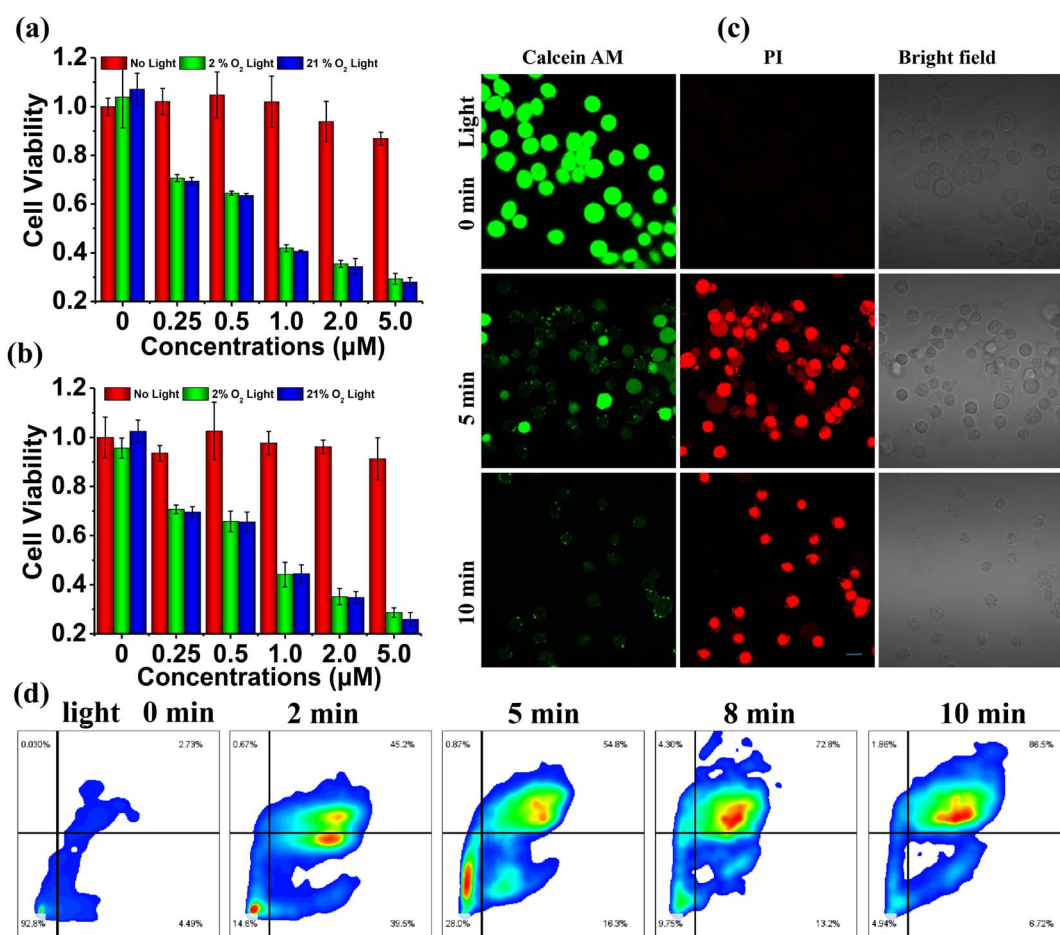 (a)
No Light 2 % O2 Light 21 % O2 Light
1.2
1.0
0.8
0.6
0.4
0.2
Cell Viability
0 0.25 0.5 1.0 2.0 5.0
Concentrations (µM)
(b)
No Light 2% O2 Light 21% O2 Light
1.2
1.0
0.8
0.6
0.4
0.2
Cell Viability
0 0.25 0.5 1.0 2.0 5.0
Concentrations (µM)
(c)
Calcein AM PI Bright field
Light
0 min
5 min
10 min
(d)
light 0 min 2 min 5 min 8 min 10 min
0.030% 2.73% 0.67% 45.2% 0.87% 54.8% 4.30% 72.8% 1.86% 86.5%
92.8% 4.49% 14.6% 39.5% 28.0% 16.3% 9.75% 13.2% 4.94% 6.72%